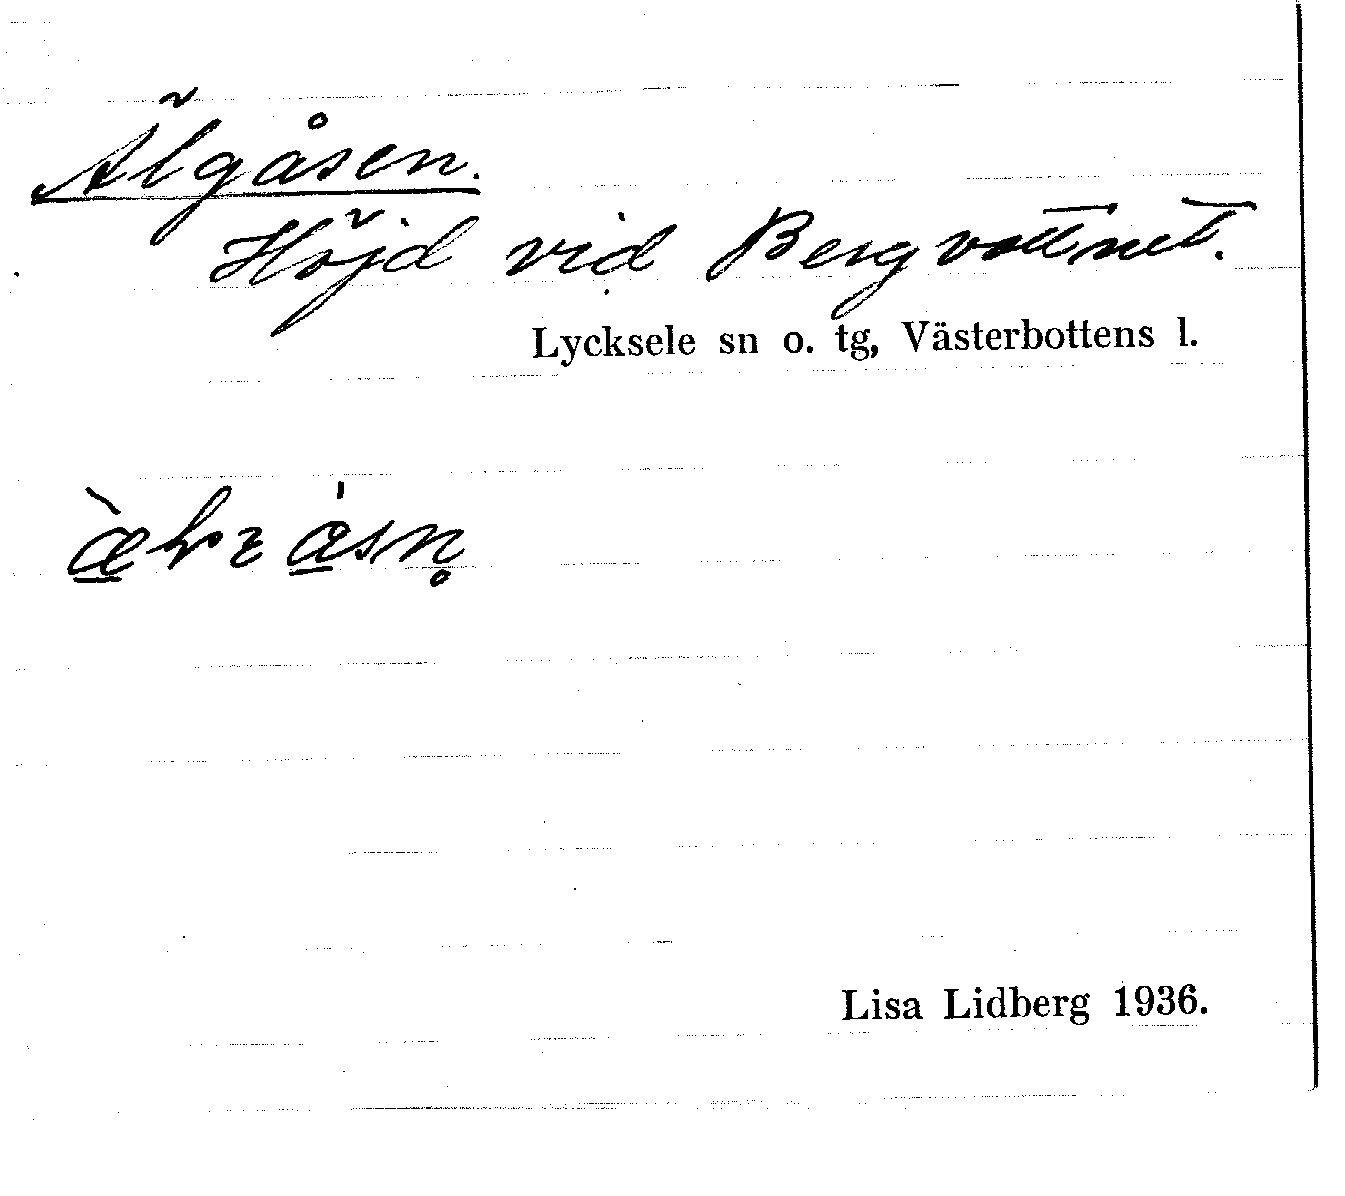 Älgåsen.
Höjd vid Bergvattnet.
Lycksele sn o. tg, Västerbottens l.
Lisa Lidberg 1936.